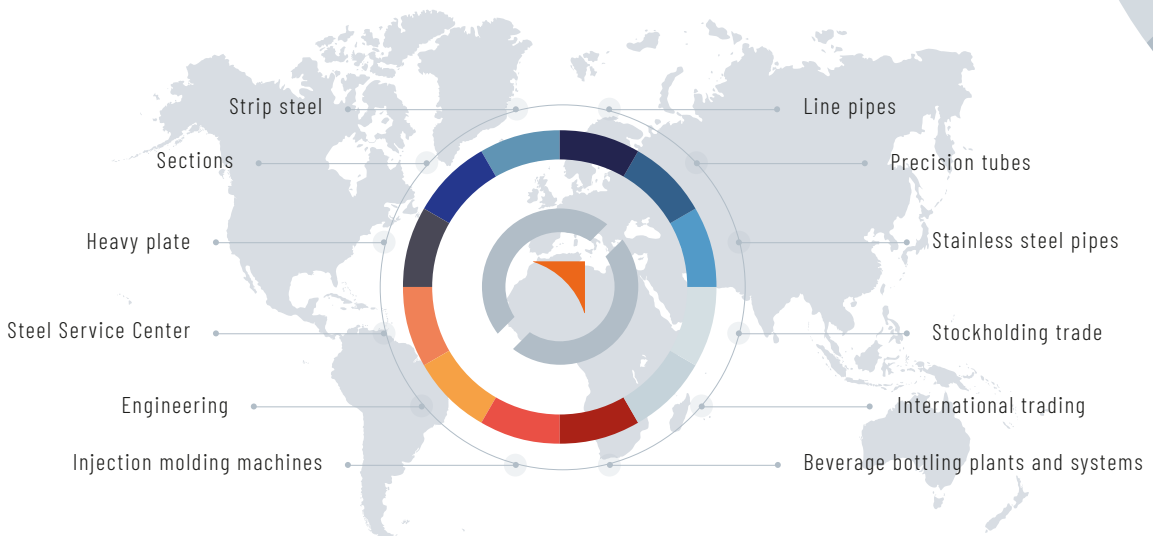 Strip steel
Line pipes
Sections
Precision tubes
Heavy plate
Stainless steel pipes
Steel Service Center
Stockholding trade
Engineering
International trading
Injection molding machines
Beverage bottling plants and systems